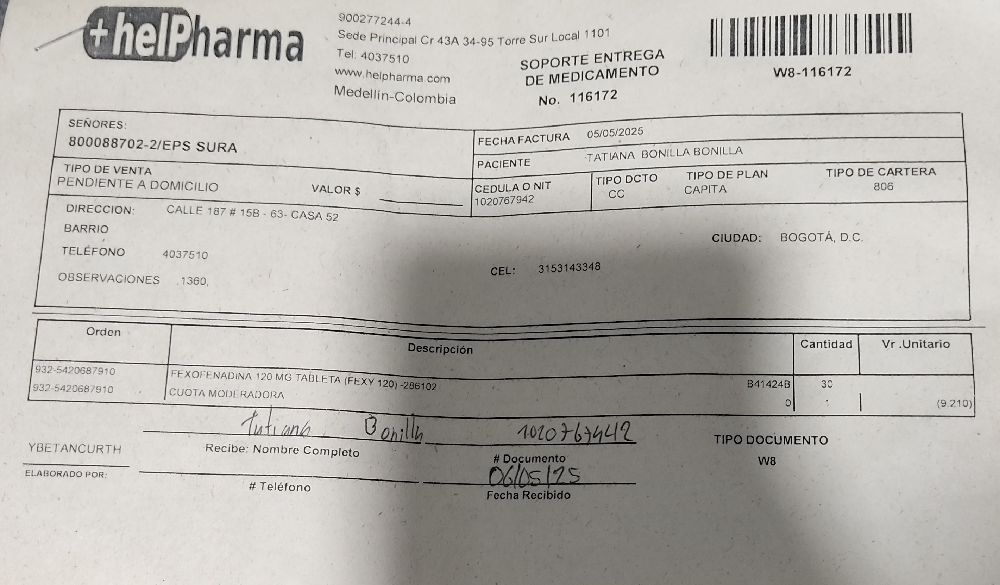 +helPharma
900277244-4
Sede Principal Cr 43A 34-95 Torre Sur Local 1101
Tel: 4037510
www.helpharma.com
Medellín-Colombia
SOPORTE ENTREGA
DE MEDICAMENTO
No. 116172
W8-116172
SEÑORES:
800088702-2/EPS SURA
FECHA FACTURA 05/05/2025
PACIENTE TATIANA BONILLA BONILLA
TIPO DE VENTA
PENDIENTE A DOMICILIO VALOR $
CEDULA O NIT TIPO DCTO TIPO DE PLAN TIPO DE CARTERA
1020767942 CC CAPITA 806
DIRECCION: CALLE 187 # 15B - 63- CASA 52
BARRIO
CIUDAD: BOGOTÁ, D.C.
TELÉFONO 4037510
CEL: 3153143348
OBSERVACIONES 1360,
Orden Descripción Cantidad Vr .Unitario
932-5420687910 FEXOFENADINA 120 MG TABLETA (FEXY 120) -286102 B41424B 30
932-5420687910 CUOTA MODERADORA 0 1 (9.210)
Tatiana Bonilla 1020767942
YBETANCURTH Recibe: Nombre Completo # Documento TIPO DOCUMENTO
W8
06/05/25
ELABORADO POR: # Teléfono Fecha Recibido